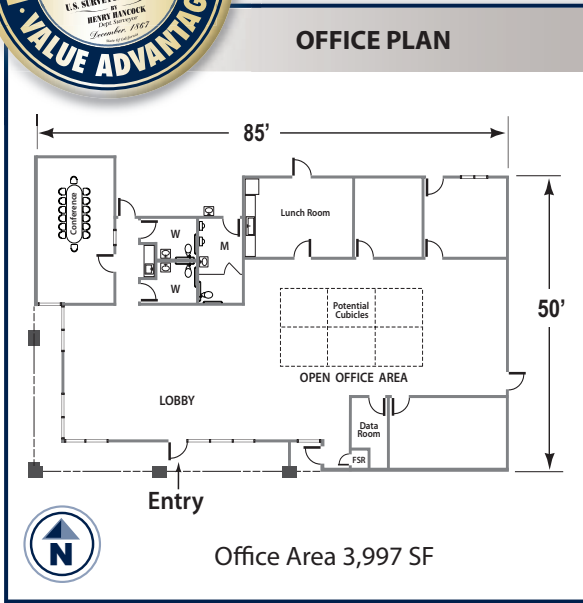 U.S. SURVEY
BY
HENRY HANCOCK
Dept. Surveyor
December, 1867
VALUE ADVANTAG
OFFICE PLAN
85’
Conference
W
M
W
Lunch Room
Potential
Cubicles
50’
OPEN OFFICE AREA
LOBBY
Data
Room
FSR
Entry
N
Office Area 3,997 SF